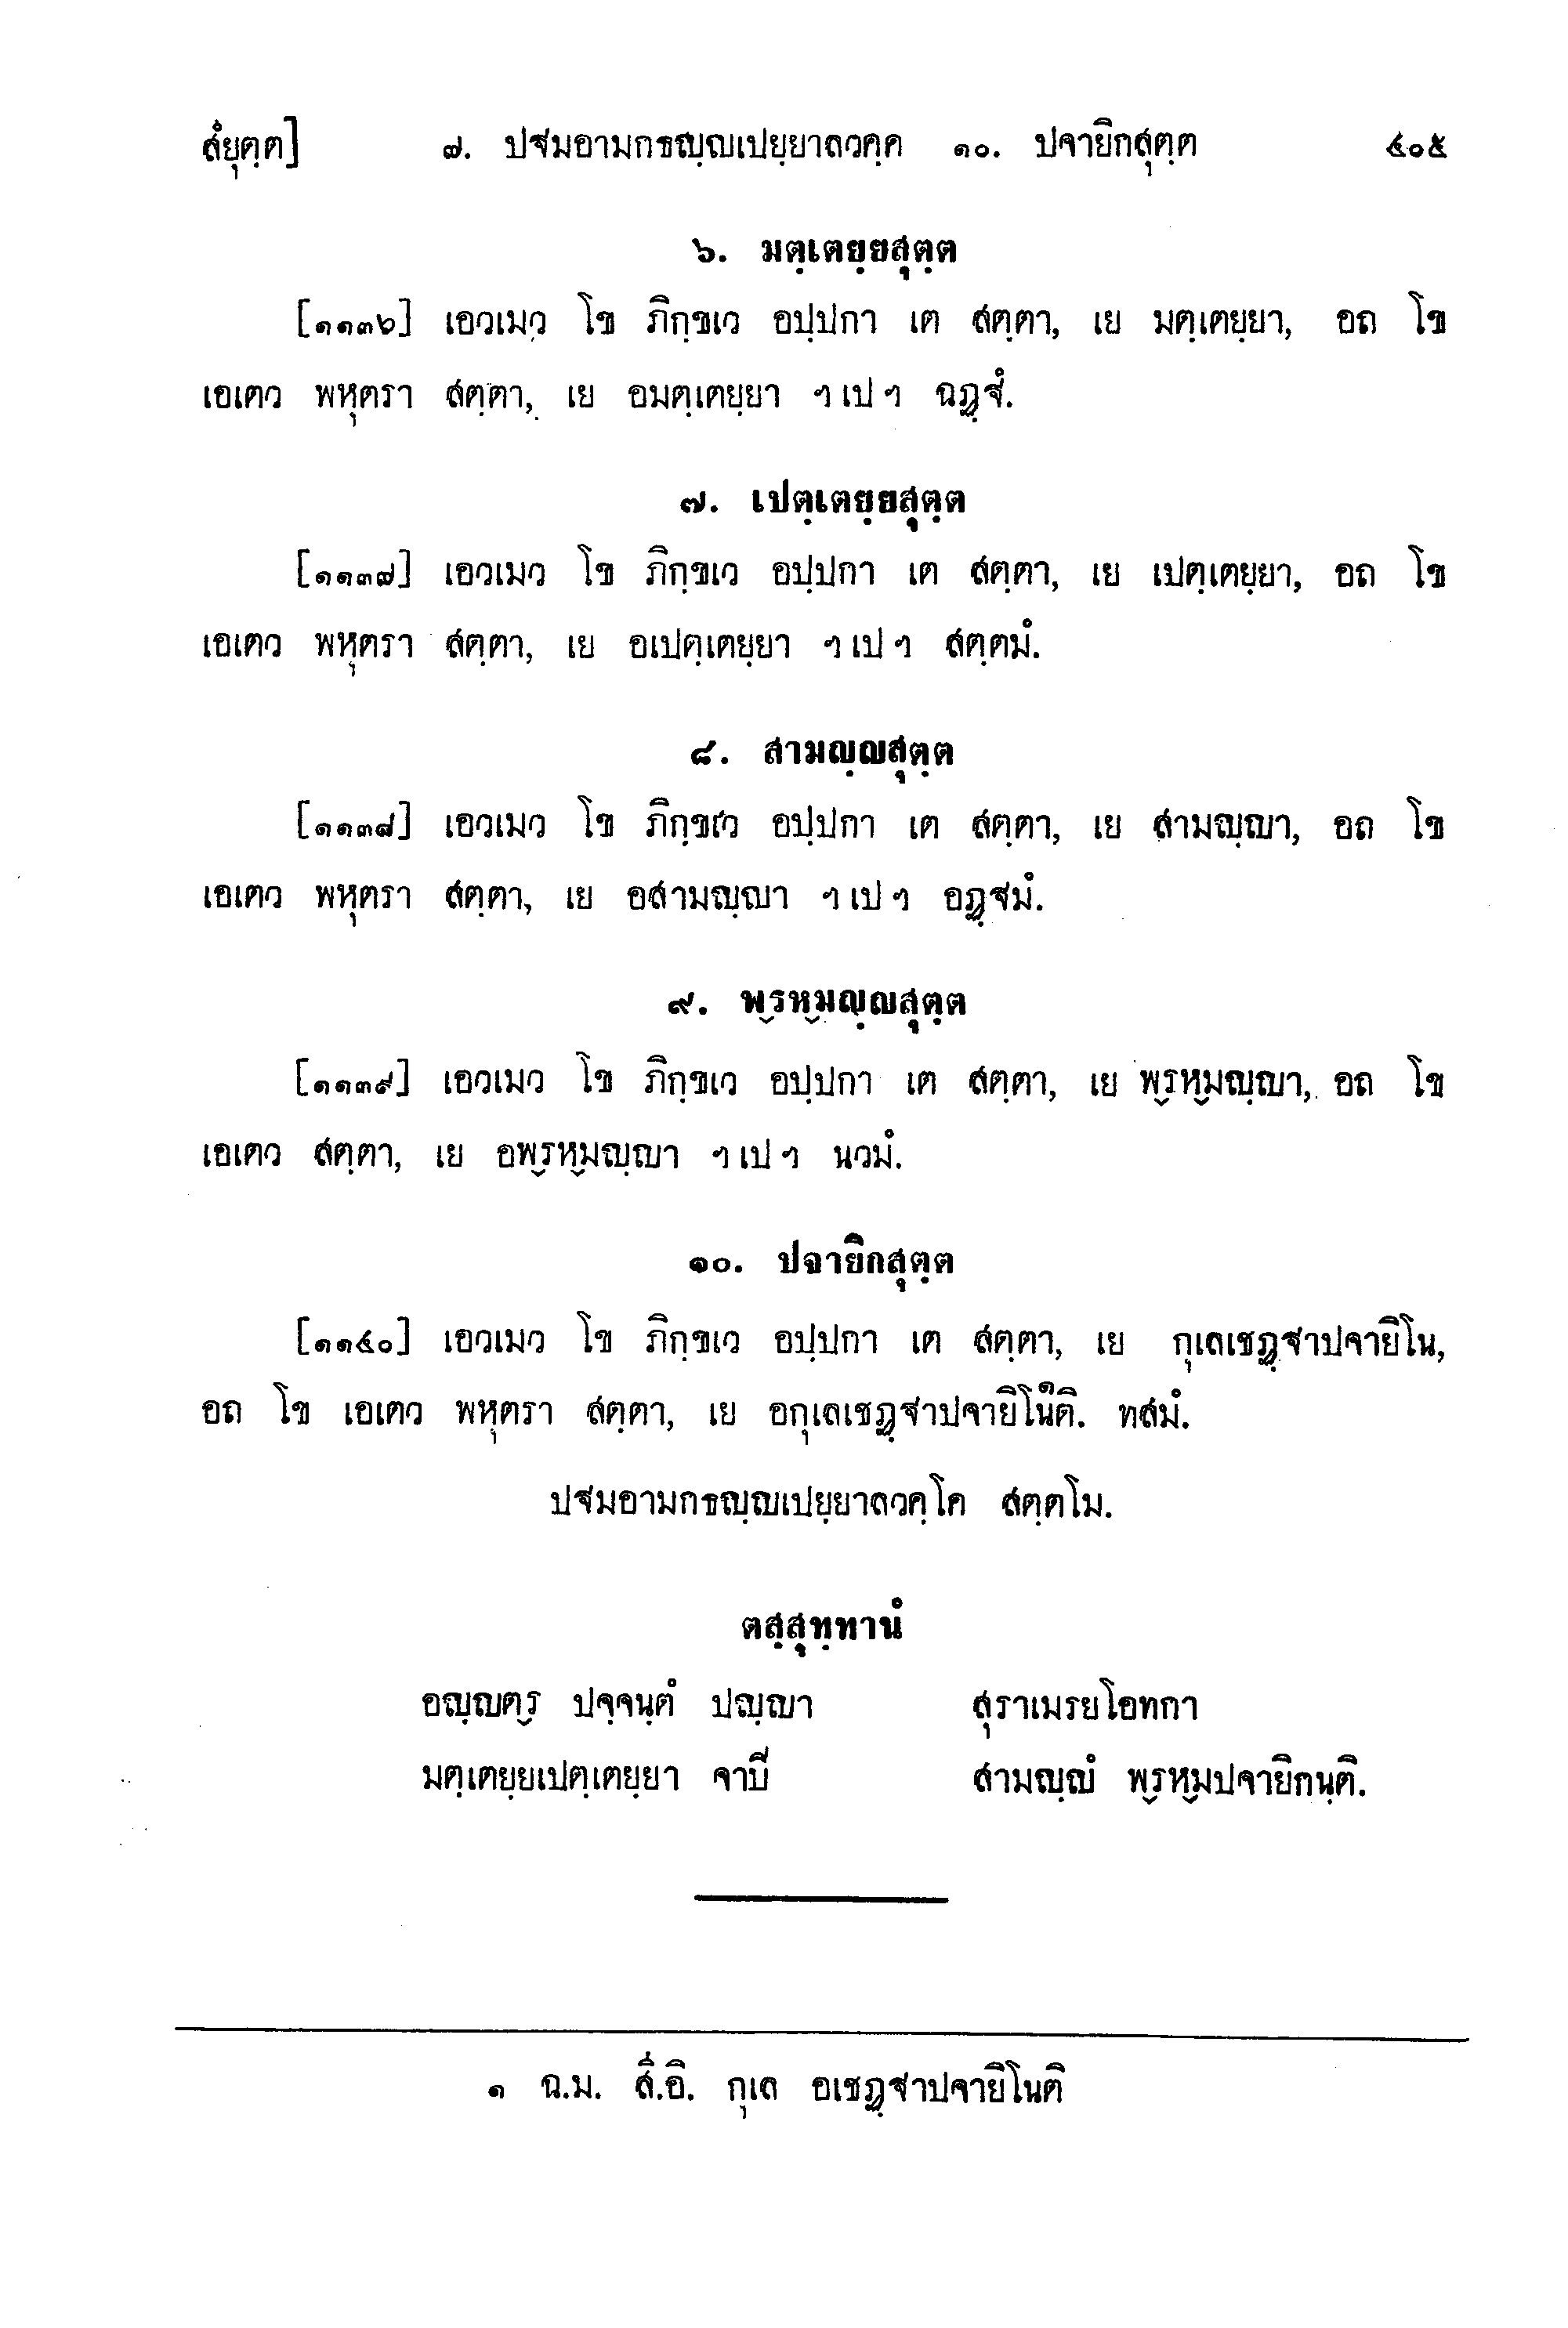 สํยุตฺต] ๗. ปฐมอามกธญฺญเปยฺยาลวคฺค ๑๐. ปจายิกสุตฺต ๔๐๕
๖. มตฺเตยฺยสุตฺต
[๑๑๓๖] เอวเมว โข ภิกฺขเว อปฺปกา เต สตฺตา, เย มตฺเตยฺยา, อถ โข
เอเตว พหุตรา สตฺตา, เย อมตฺเตยฺยา ฯ เป ฯ ฉฏฺฐํ.
๗. เปตฺเตยฺยสุตฺต
[๑๑๓๗] เอวเมว โข ภิกฺขเว อปฺปกา เต สตฺตา, เย เปตฺเตยฺยา, อถ โข
เอเตว พหุตรา สตฺตา, เย อเปตฺเตยฺยา ฯ เป ฯ สตฺตมํ.
๘. สามญฺญสุตฺต
[๑๑๓๘] เอวเมว โข ภิกฺขเว อปฺปกา เต สตฺตา, เย สามญฺญา, อถ โข
เอเตว พหุตรา สตฺตา, เย อสามญฺญา ฯ เป ฯ อฏฺฐมํ.
๙. พฺรหฺมญฺญสุตฺต
[๑๑๓๙] เอวเมว โข ภิกฺขเว อปฺปกา เต สตฺตา, เย พฺรหฺมญฺญา, อถ โข
เอเตว สตฺตา, เย อพฺรหฺมญฺญา ฯ เป ฯ นวมํ.
๑๐. ปจายิกสุตฺต
[๑๑๔๐] เอวเมว โข ภิกฺขเว อปฺปกา เต สตฺตา, เย กุเลเชฏฺฐาปจายิโน,
อถ โข เอเตว พหุตรา สตฺตา, เย อกุเลเชฏฺฐาปจายิโน๑ติ. ทสมํ.
ปฐมอามกธญฺญเปยฺยาลวคฺโค สตฺตโม.
ตสฺสุทฺทานํ
อญฺญตฺร ปจฺจนฺตํ ปญฺญา สุราเมรยโอทกา
มตฺเตยฺยเปตฺเตยฺยา จาปิ สามญฺญํ พฺรหฺมปจายิกนฺติ.
๑ ฉ.ม. สี.อิ. กุเล อเชฏฺฐาปจายิโนติ